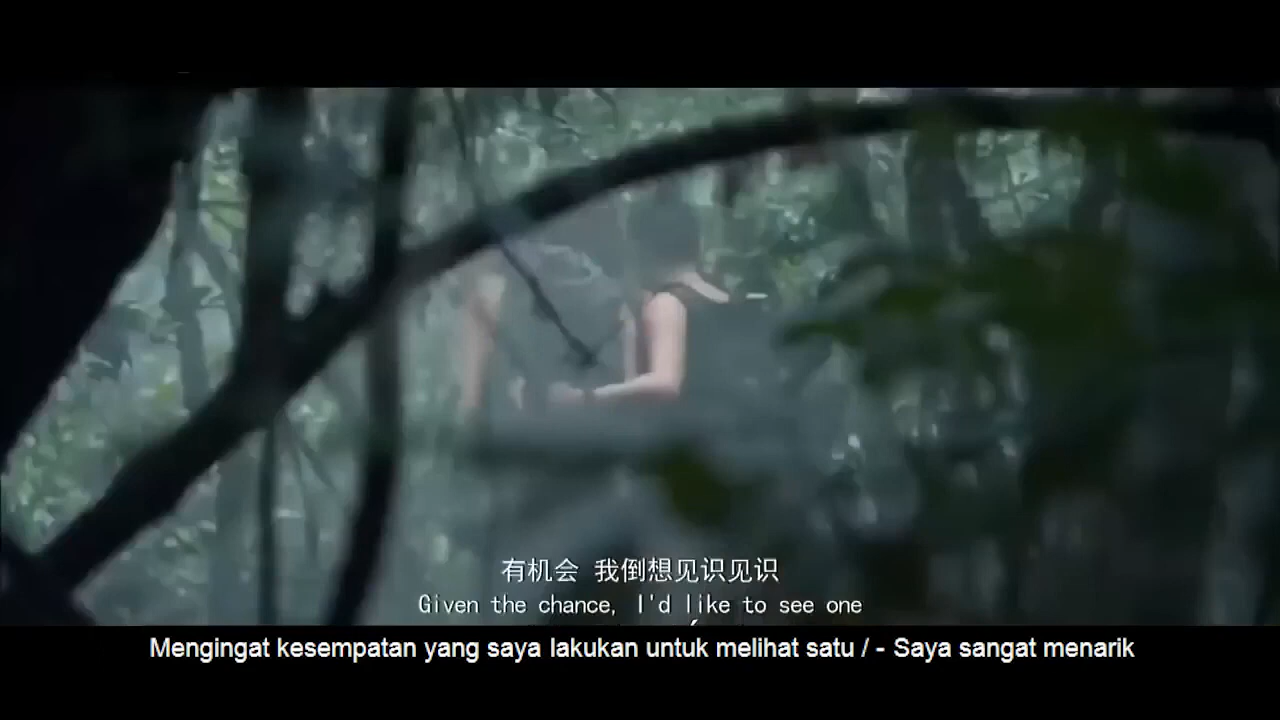 有机会 我倒想见识见识
Given the chance, I'd like to see one
Mengingat kesempatan yang saya lakukan untuk melihat satu / - Saya sangat menarik